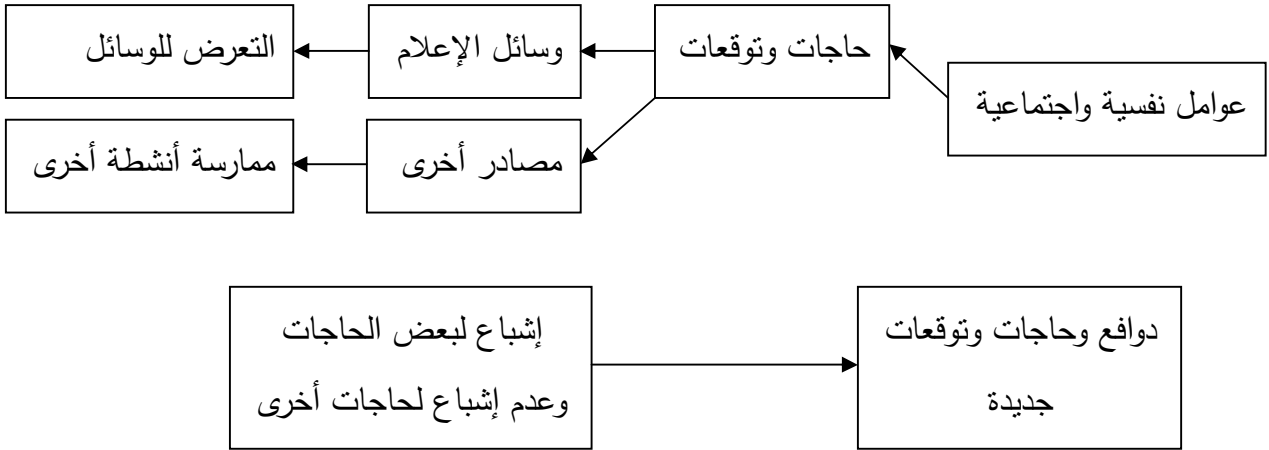 عوامل نفسية واجتماعية
حاجات وتوقعات
وسائل الإعلام
التعرض للوسائل
مصادر أخرى
ممارسة أنشطة أخرى
دوافع وحاجات وتوقعات
جديدة
إشباع لبعض الحاجات
وعدم إشباع لحاجات أخرى